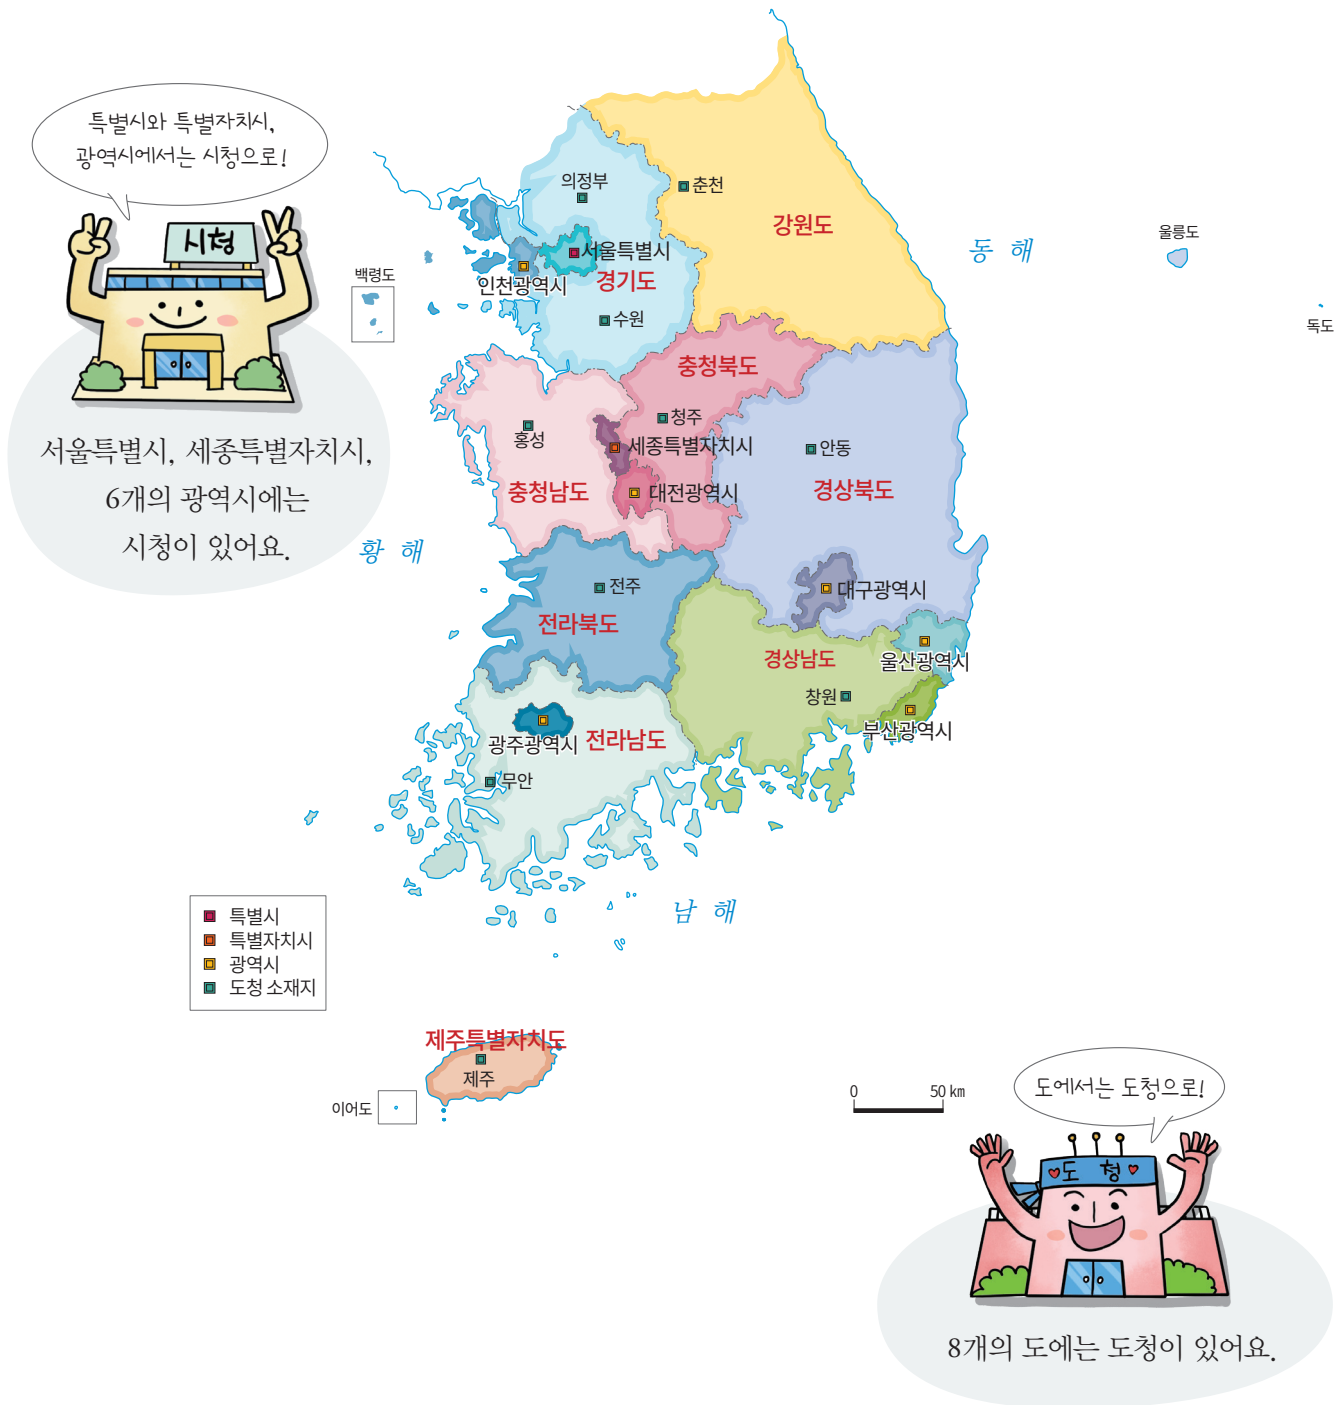 특별시와 특별자치시,
광역시에서는 시청으로!
시청
서울특별시, 세종특별자치시,
6개의 광역시에는
시청이 있어요.
백령도
의정부
춘천
강원도
서울특별시
인천광역시
경기도
수원
동 해
울릉도
독도
충청북도
청주
홍성
세종특별자치시
안동
충청남도
대전광역시
경상북도
황 해
전주
대구광역시
전라북도
경상남도
울산광역시
창원
부산광역시
광주광역시
전라남도
무안
남 해
특별시
특별자치시
광역시
도청 소재지
제주특별자치도
제주
이어도
0 50 km
도에서는 도청으로!
도 청
8개의 도에는 도청이 있어요.